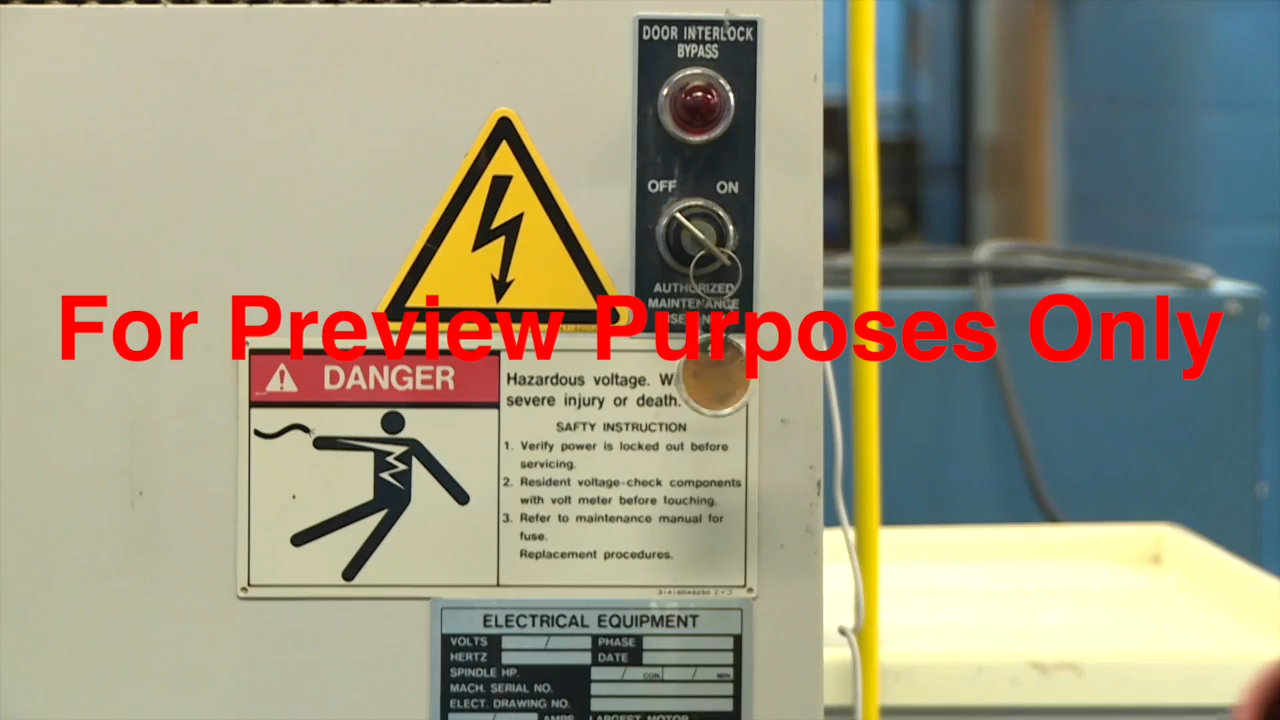 DOOR INTERLOCK
BYPASS
OFF ON
AUTHORIZED
MAINTENANCE
For Preview Purposes Only
DANGER
Hazardous voltage.
severe injury or death.
SAFTY INSTRUCTION
1. Verify power is locked out before
servicing.
2. Resident voltage-check components
with volt meter before touching.
3. Refer to maintenance manual for
fuse.
Replacement procedures.
ELECTRICAL EQUIPMENT
VOLTS / PHASE
HERTZ DATE
SPINDLE HP. / CON. / MIN.
MACH. SERIAL NO.
ELECT. DRAWING NO.
/ AMPS LARGEST MOTOR